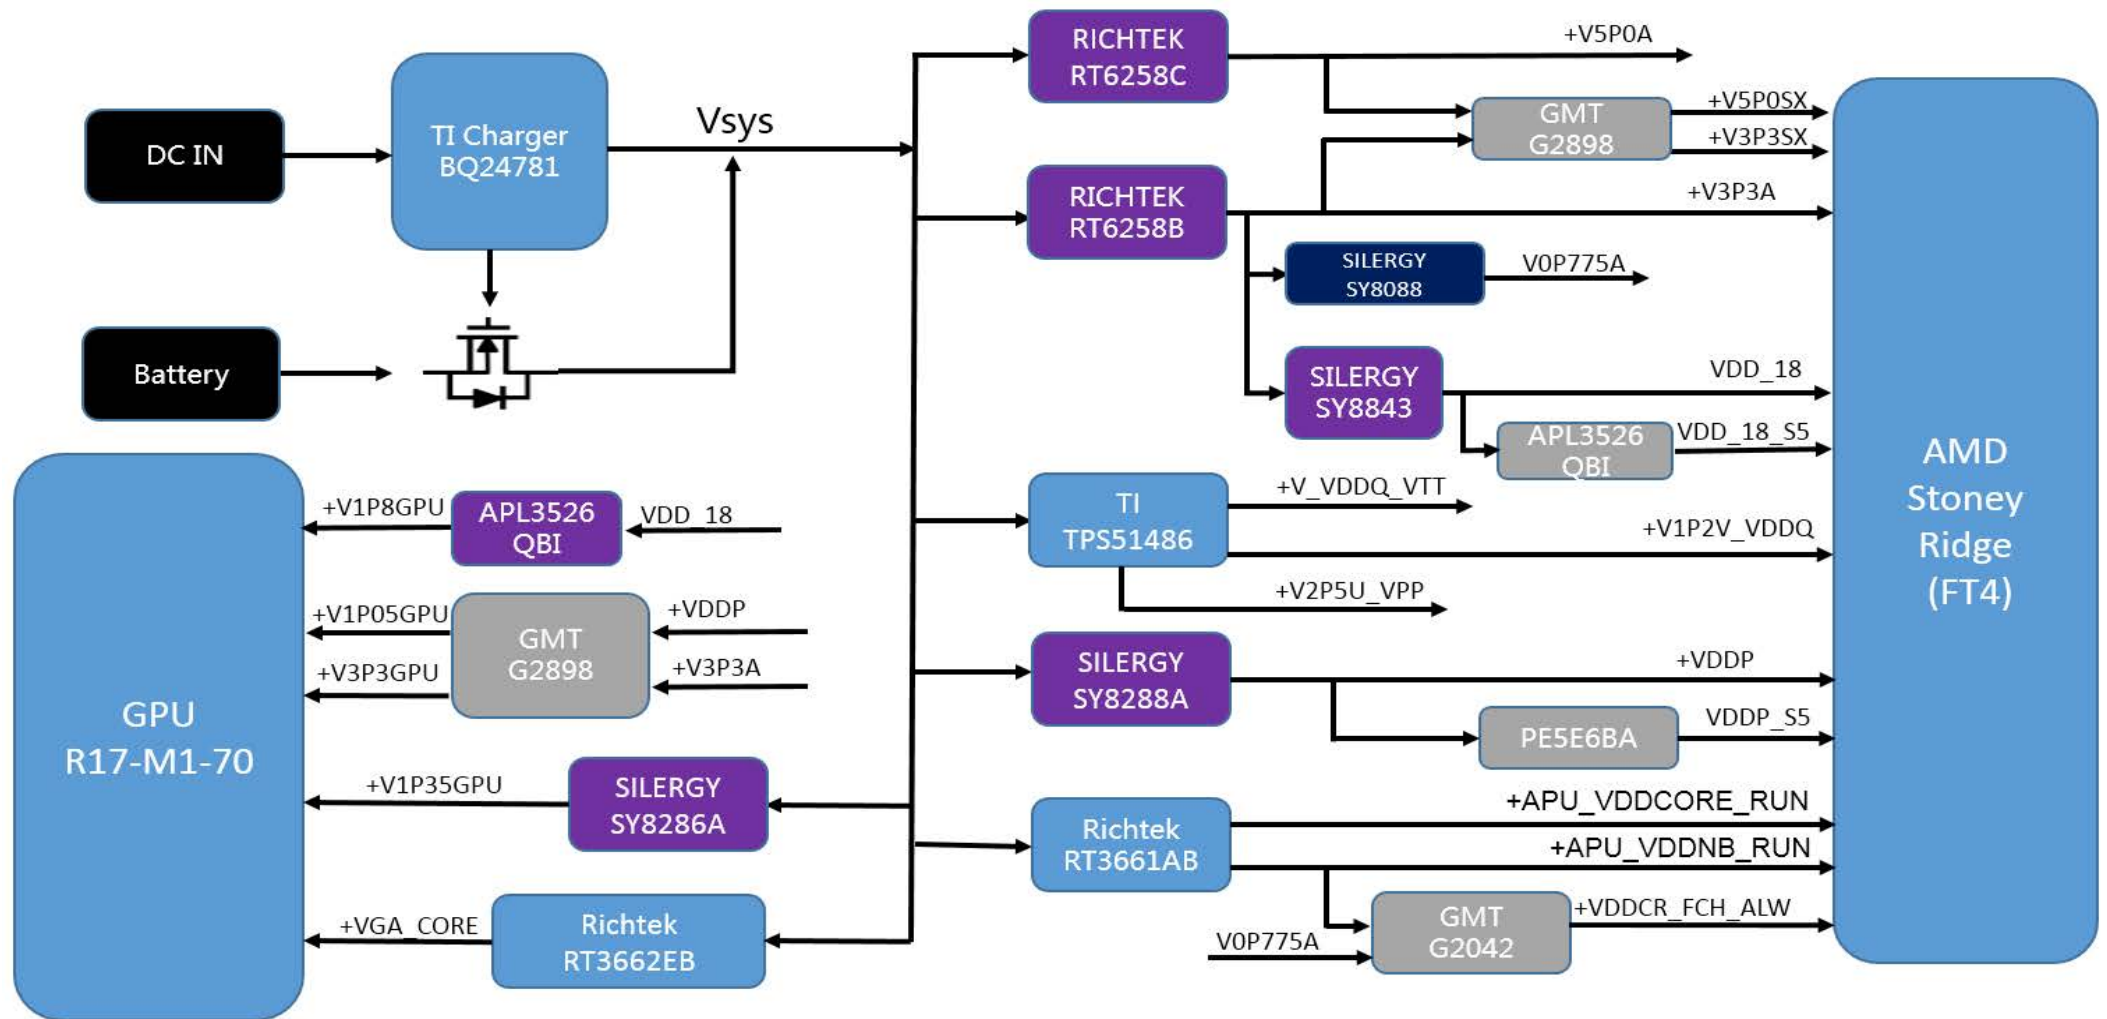 DC IN
TI Charger
BQ24781
Vsys
Battery
RICHTEK
RT6258C
+V5P0A
GMT
G2898
+V5P0SX
+V3P3SX
RICHTEK
RT6258B
+V3P3A
SILERGY
SY8088
V0P775A
SILERGY
SY8843
VDD_18
APL3526
QBI
VDD_18_S5
TI
TPS51486
+V_VDDQ_VTT
+V1P2V_VDDQ
+V2P5U_VPP
SILERGY
SY8288A
+VDDP
PE5E6BA
VDDP_S5
Richtek
RT3661AB
+APU_VDDCORE_RUN
+APU_VDDNB_RUN
V0P775A
GMT
G2042
+VDDCR_FCH_ALW
AMD
Stoney
Ridge
(FT4)
GPU
R17-M1-70
+V1P8GPU
APL3526
QBI
VDD_18
+V1P05GPU
+V3P3GPU
GMT
G2898
+VDDP
+V3P3A
+V1P35GPU
SILERGY
SY8286A
+VGA_CORE
Richtek
RT3662EB